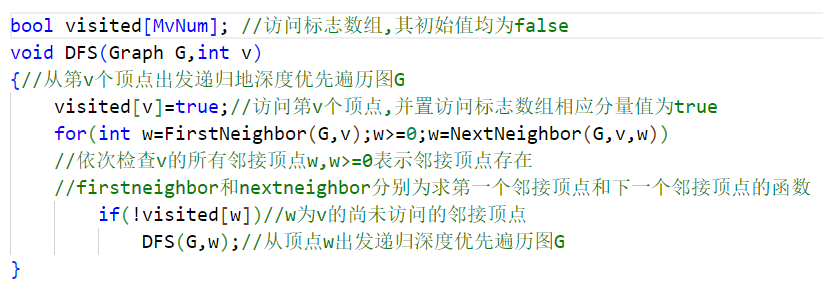 bool visited[MvNum]; //访问标志数组,其初始值均为false
void DFS(Graph G,int v)
{//从第v个顶点出发递归地深度优先遍历图G
    visited[v]=true;//访问第v个顶点,并置访问标志数组相应分量值为true
    for(int w=FirstNeighbor(G,v);w>=0;w=NextNeighbor(G,v,w))
    //依次检查v的所有邻接顶点w,w>=0表示邻接顶点存在
    //firstneighbor和nextneighbor分别为求第一个邻接顶点和下一个邻接顶点的函数
        if(!visited[w])//w为v的尚未访问的邻接顶点
            DFS(G,w);//从顶点w出发递归深度优先遍历图G
}